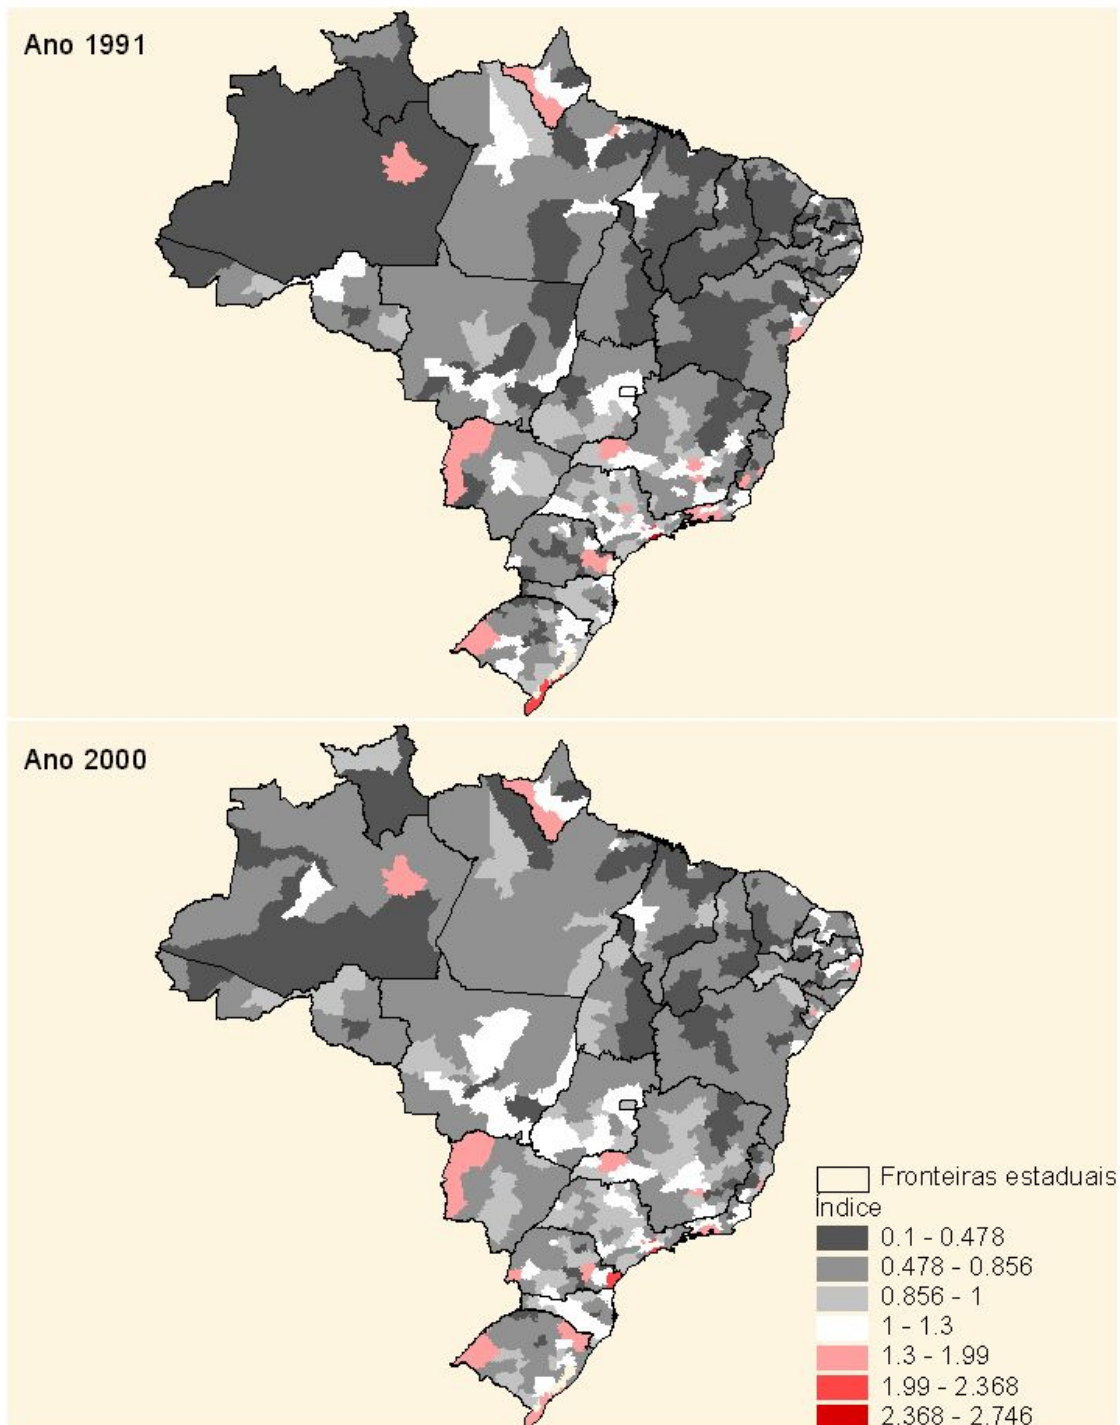 Ano 1991
Ano 2000
Fronteiras estaduais
Índice
0.1 - 0.478
0.478 - 0.856
0.856 - 1
1 - 1.3
1.3 - 1.99
1.99 - 2.368
2.368 - 2.746